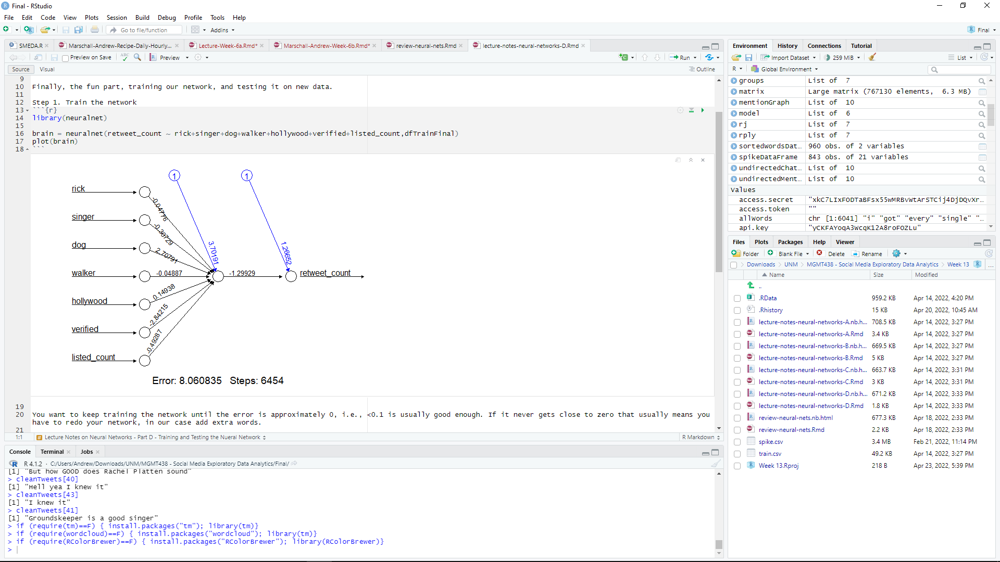 Final - RStudio
File Edit Code View Plots Session Build Debug Profile Tools Help
Go to file/function Addins Final
SMEDA.R Marschall-Andrew-Recipe-Daily-Hourly... Lecture-Week-6a.Rmd* Marschall-Andrew-Week-6b.Rmd* review-neural-nets.Rmd lecture-notes-neural-networks-D.Rmd
Preview on Save ABC Preview Run
Source Visual Outline
9
10 Finally, the fun part, training our network, and testing it on new data.
11
12 Step 1. Train the network
13 ```{r}
14 library(neuralnet)
15
16 brain = neuralnet(retweet_count ~ rick+singer+dog+walker+hollywood+verified+listed_count,dfTrainFinal)
17 plot(brain)
18 ```
1 1
rick
-0.04776
singer
-0.30729
3.70191
1.26652
dog
2.70791
walker -0.04887 -1.29929 retweet_count
hollywood
0.14938
verified
-2.84215
listed_count
-0.49287
Error: 8.060835 Steps: 6454
19
20 You want to keep training the network until the error is approximately 0, i.e., <0.1 is usually good enough. If it never gets close to zero that usually means you
have to redo your network, in our case add extra words.
21
1:1 # Lecture Notes on Neural Networks - Part D - Training and Testing the Nueral Network R Markdown
Console Terminal Jobs
R 4.1.2 · C:/Users/Andrew/Downloads/UNM/MGMT438 - Social Media Exploratory Data Analytics/Final/
[1] "But how GOOD does Rachel Platten sound"
> cleanTweets[40]
[1] "Hell yea I knew it"
> cleanTweets[43]
[1] "I knew it"
> cleanTweets[41]
[1] "Groundskeeper is a good singer"
> if (require(tm)==F) { install.packages("tm"); library(tm)}
> if (require(wordcloud)==F) { install.packages("wordcloud"); library(tm)}
> if (require(RColorBrewer)==F) { install.packages("RColorBrewer"); library(RColorBrewer)}
>
Environment History Connections Tutorial
Import Dataset 259 MiB List
R Global Environment
groups List of 7
matrix Large matrix (767130 elements, 6.3 MB)
mentionGraph List of 10
model List of 6
rj List of 7
rply List of 7
sortedWordsDat... 960 obs. of 2 variables
spikeDataFrame 843 obs. of 21 variables
undirectedChat... List of 10
undirectedMent... List of 10
Values
access.secret "xkC7LIxFODTaBFsx55wMRBvWtArSTCij4DjDQvXr...
access.token ""
allWords chr [1:6041] "i" "got" "every" "single" "...
api.key "yCKFAYoqA3WcqK12A8roFOZLu"
Files Plots Packages Help Viewer
Folder Blank File Delete Rename
Downloads UNM MGMT438 - Social Media Exploratory Data Analytics Week 13 ...
Name Size Modified
..
.RData 959.2 KB Apr 14, 2022, 4:20 PM
.Rhistory 15 KB Apr 20, 2022, 10:45 AM
lecture-notes-neural-networks-A.nb.h... 708.5 KB Apr 14, 2022, 3:27 PM
lecture-notes-neural-networks-A.Rmd 3.4 KB Apr 14, 2022, 3:27 PM
lecture-notes-neural-networks-B.nb.h... 669.5 KB Apr 14, 2022, 3:27 PM
lecture-notes-neural-networks-B.Rmd 5 KB Apr 14, 2022, 3:27 PM
lecture-notes-neural-networks-C.nb.h... 663.7 KB Apr 14, 2022, 3:31 PM
lecture-notes-neural-networks-C.Rmd 3 KB Apr 14, 2022, 3:31 PM
lecture-notes-neural-networks-D.nb.h... 671.2 KB Apr 14, 2022, 3:33 PM
lecture-notes-neural-networks-D.Rmd 1.8 KB Apr 14, 2022, 3:33 PM
review-neural-nets.nb.html 677.3 KB Apr 18, 2022, 2:33 PM
review-neural-nets.Rmd 2.2 KB Apr 18, 2022, 2:33 PM
spike.csv 3.4 MB Feb 21, 2022, 11:14 PM
train.csv 49.2 KB Apr 14, 2022, 3:27 PM
Week 13.Rproj 218 B Apr 23, 2022, 5:39 PM